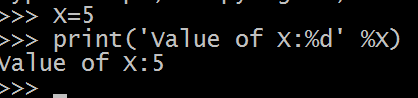 >>> X=5
>>> print('Value of X:%d' %X)
Value of X:5
>>>